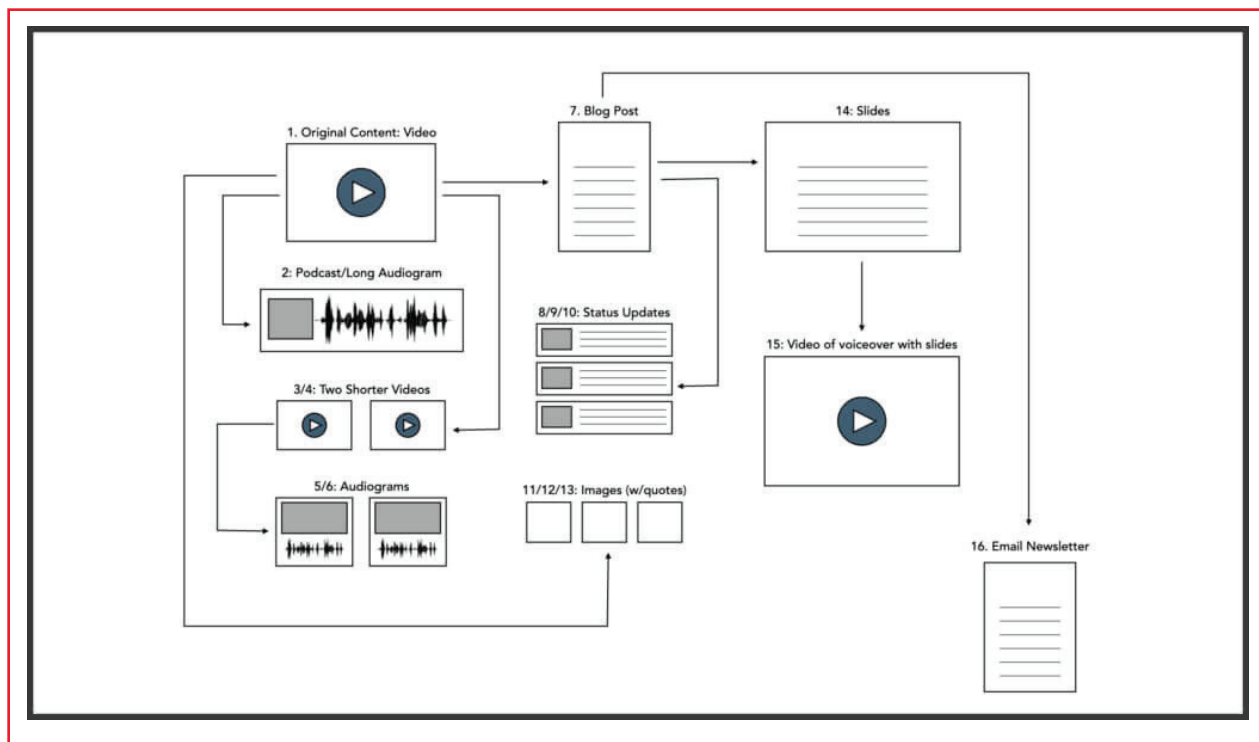 1. Original Content: Video
2: Podcast/Long Audiogram
3/4: Two Shorter Videos
5/6: Audiograms
7. Blog Post
8/9/10: Status Updates
11/12/13: Images (w/quotes)
14: Slides
15: Video of voiceover with slides
16. Email Newsletter